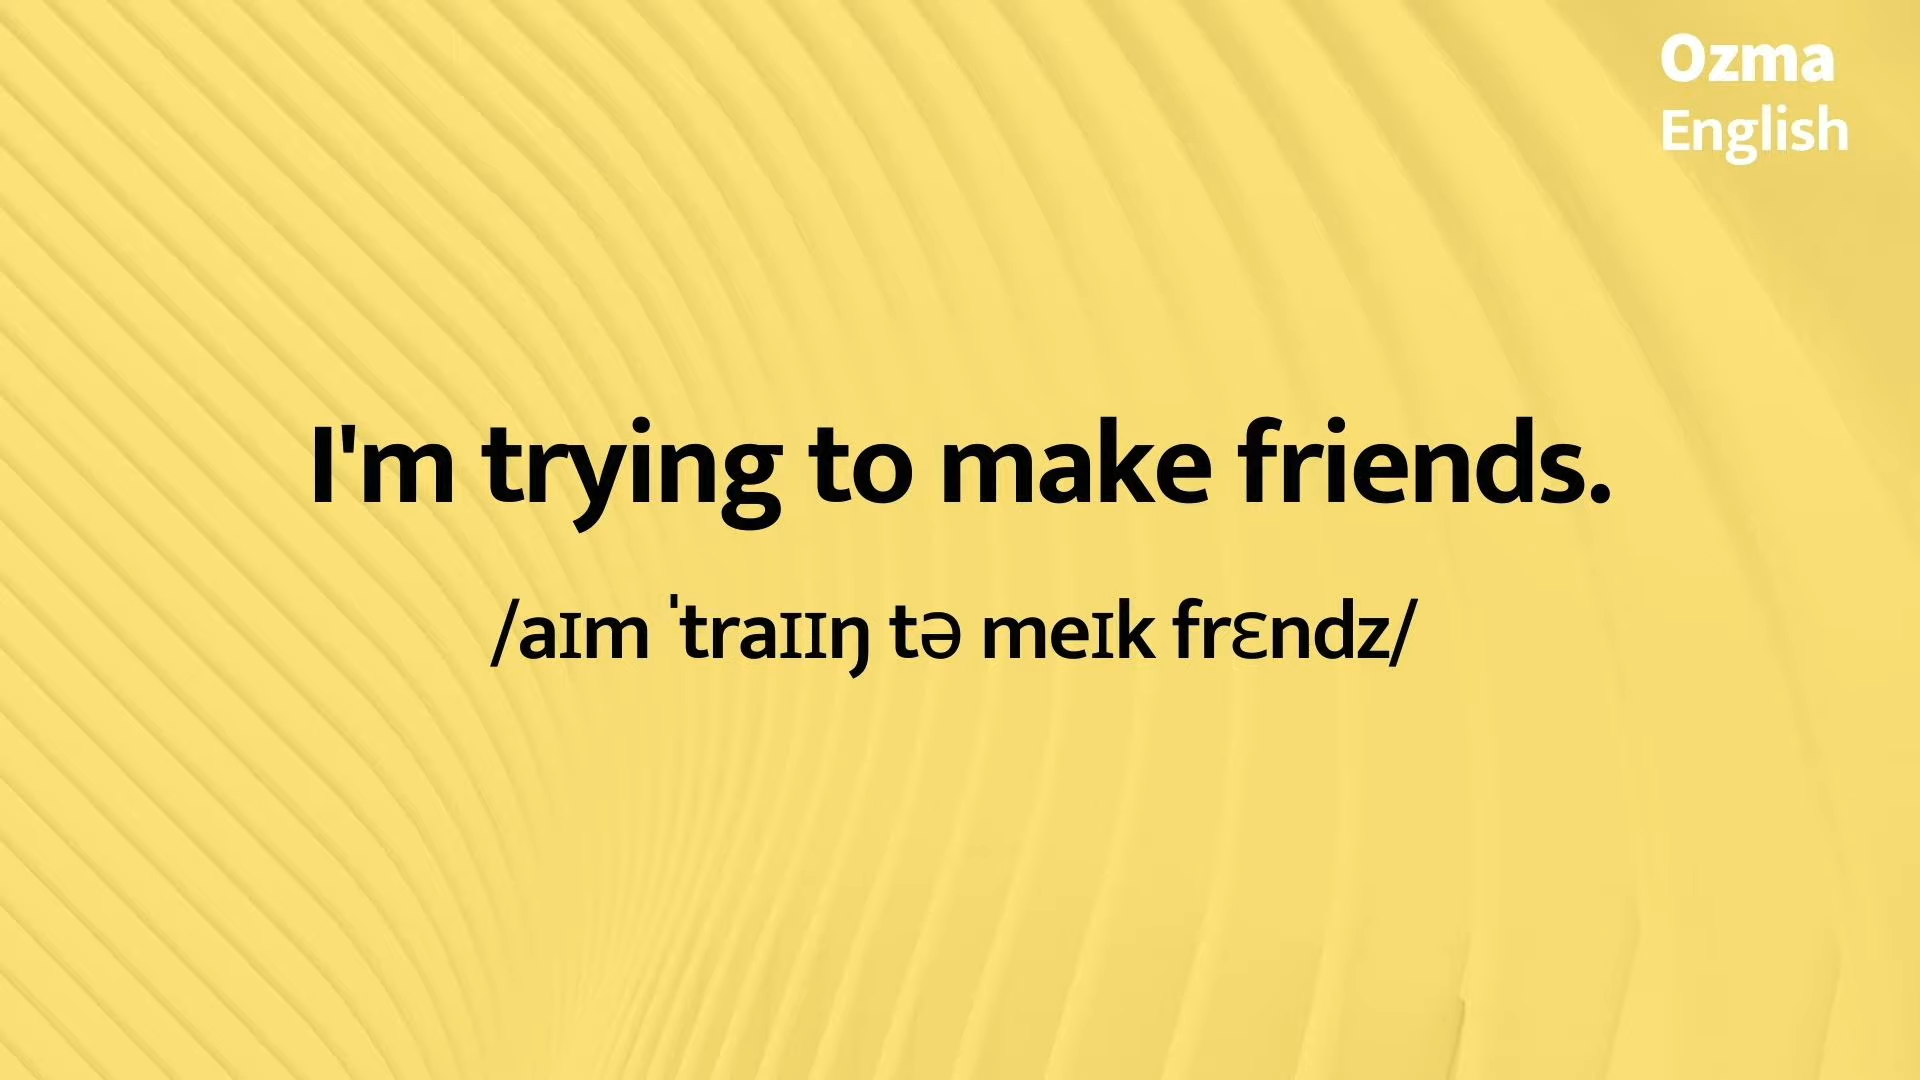 Ozma
English
I'm trying to make friends.
/aɪm ˈtraɪɪŋ tə meɪk frɛndz/